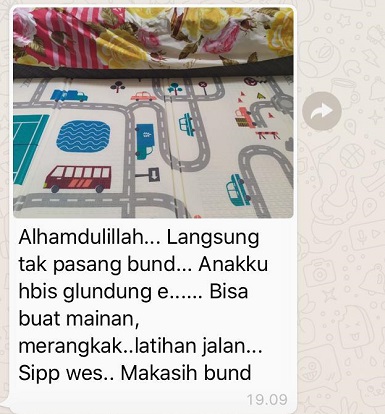 Alhamdulillah... Langsung
tak pasang bund... Anakku
hbis glundung e...... Bisa
buat mainan,
merangkak..latihan jalan...
Sipp wes.. Makasih bund
19.09